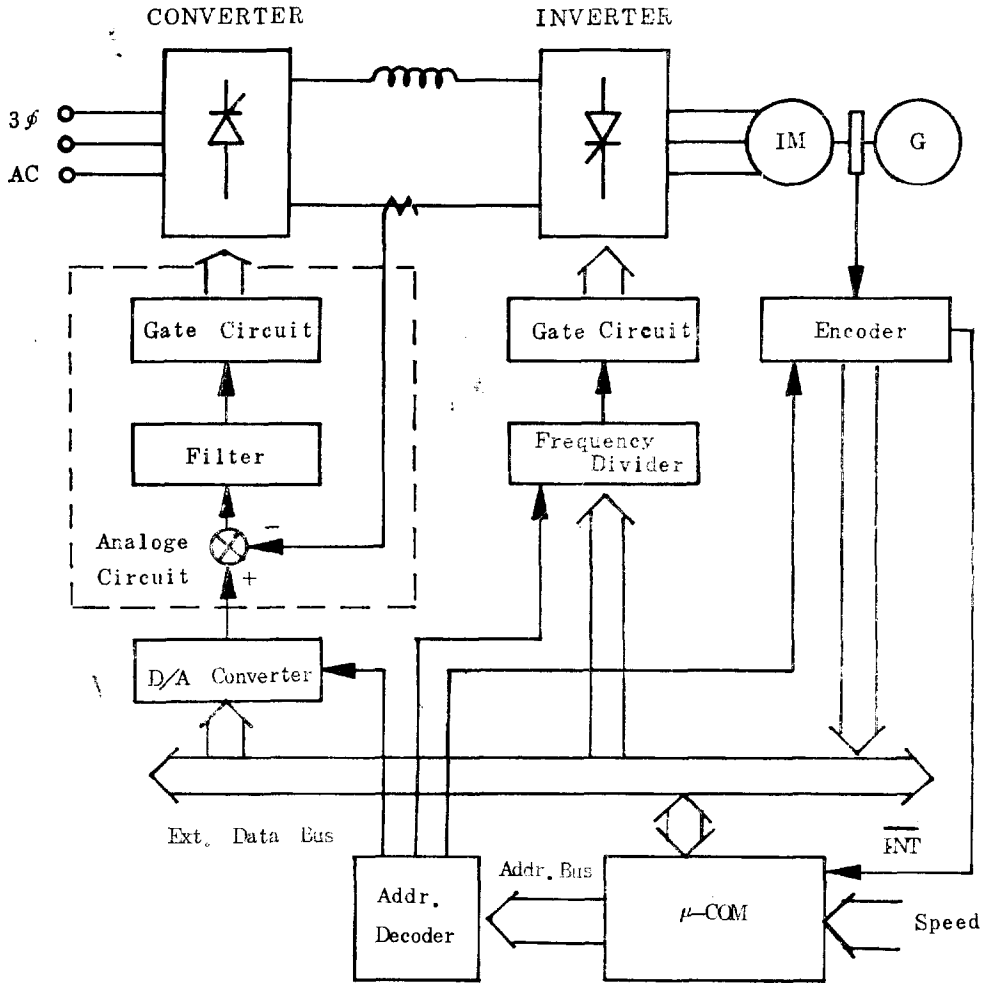 CONVERTER
INVERTER
3φ
AC
IM
G
Gate Circuit
Gate Circuit
Encoder
Filter
Frequency
Divider
Analoge
Circuit
−
+
D/A Converter
Ext. Data Bus
INT
Addr. Bus
Addr.
Decoder
μ-COM
Speed